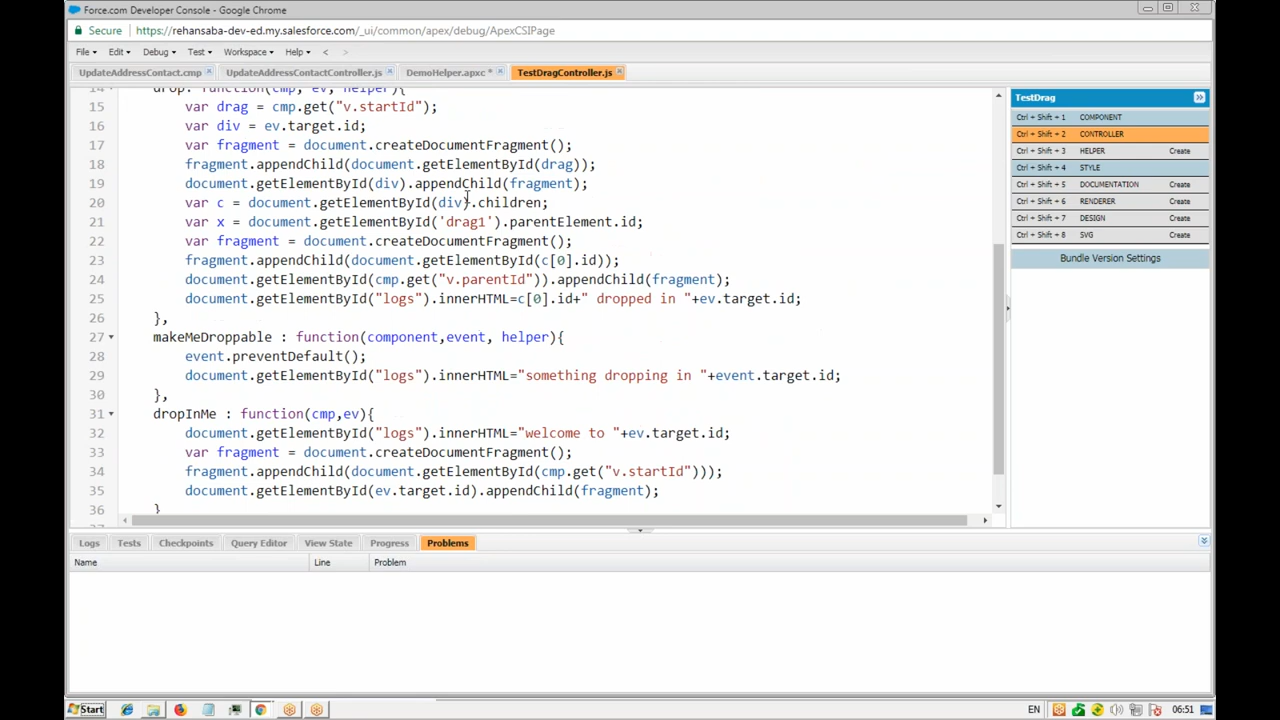 Force.com Developer Console - Google Chrome
Secure https://rehansaba-dev-ed.my.salesforce.com/_ui/common/apex/debug/ApexCSIPage
File Edit Debug Test Workspace Help < >
UpdateAddressContact.cmp UpdateAddressContactController.js DemoHelper.apxc * TestDragController.js
14 drop: function(cmp, ev, helper){
15 var drag = cmp.get("v.startId");
16 var div = ev.target.id;
17 var fragment = document.createDocumentFragment();
18 fragment.appendChild(document.getElementById(drag));
19 document.getElementById(div).appendChild(fragment);
20 var c = document.getElementById(div).children;
21 var x = document.getElementById('drag1').parentElement.id;
22 var fragment = document.createDocumentFragment();
23 fragment.appendChild(document.getElementById(c[0].id));
24 document.getElementById(cmp.get("v.parentId")).appendChild(fragment);
25 document.getElementById("logs").innerHTML=c[0].id+" dropped in "+ev.target.id;
26 },
27 makeMeDroppable : function(component,event, helper){
28 event.preventDefault();
29 document.getElementById("logs").innerHTML="something dropping in "+event.target.id;
30 },
31 dropInMe : function(cmp,ev){
32 document.getElementById("logs").innerHTML="welcome to "+ev.target.id;
33 var fragment = document.createDocumentFragment();
34 fragment.appendChild(document.getElementById(cmp.get("v.startId")));
35 document.getElementById(ev.target.id).appendChild(fragment);
36 }
TestDrag
Ctrl + Shift + 1 COMPONENT
Ctrl + Shift + 2 CONTROLLER
Ctrl + Shift + 3 HELPER Create
Ctrl + Shift + 4 STYLE
Ctrl + Shift + 5 DOCUMENTATION Create
Ctrl + Shift + 6 RENDERER Create
Ctrl + Shift + 7 DESIGN Create
Ctrl + Shift + 8 SVG Create
Bundle Version Settings
Logs Tests Checkpoints Query Editor View State Progress Problems
Name Line Problem
Start EN 06:51